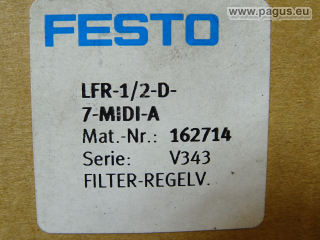 www.pagus.eu
FESTO
LFR-1/2-D-
7-MIDI-A
Mat.-Nr.: 162714
Serie: V343
FILTER-REGELV.